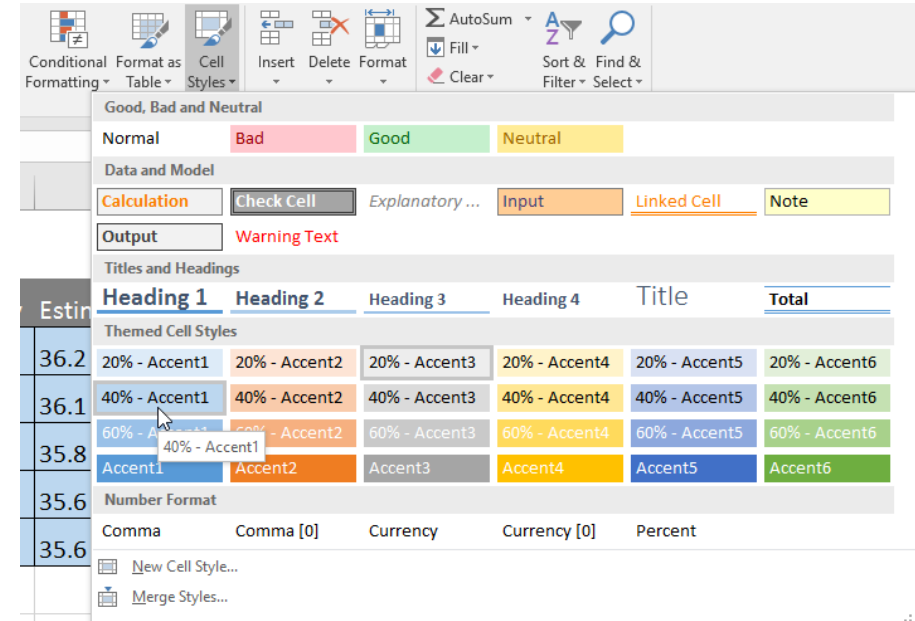 Conditional Formatting
Format as Table
Cell Styles
Insert
Delete
Format
AutoSum
Fill
Clear
Sort & Filter
Find & Select
Good, Bad and Neutral
Normal Bad Good Neutral
Data and Model
Calculation Check Cell Explanatory ... Input Linked Cell Note
Output Warning Text
Titles and Headings
Heading 1 Heading 2 Heading 3 Heading 4 Title Total
Themed Cell Styles
20% - Accent1 20% - Accent2 20% - Accent3 20% - Accent4 20% - Accent5 20% - Accent6
40% - Accent1 40% - Accent2 40% - Accent3 40% - Accent4 40% - Accent5 40% - Accent6
60% - Accent1 60% - Accent2 60% - Accent3 60% - Accent4 60% - Accent5 60% - Accent6
40% - Accent1
Accent1 Accent2 Accent3 Accent4 Accent5 Accent6
Number Format
Comma Comma [0] Currency Currency [0] Percent
New Cell Style...
Merge Styles...
Estin
36.2
36.1
35.8
35.6
35.6